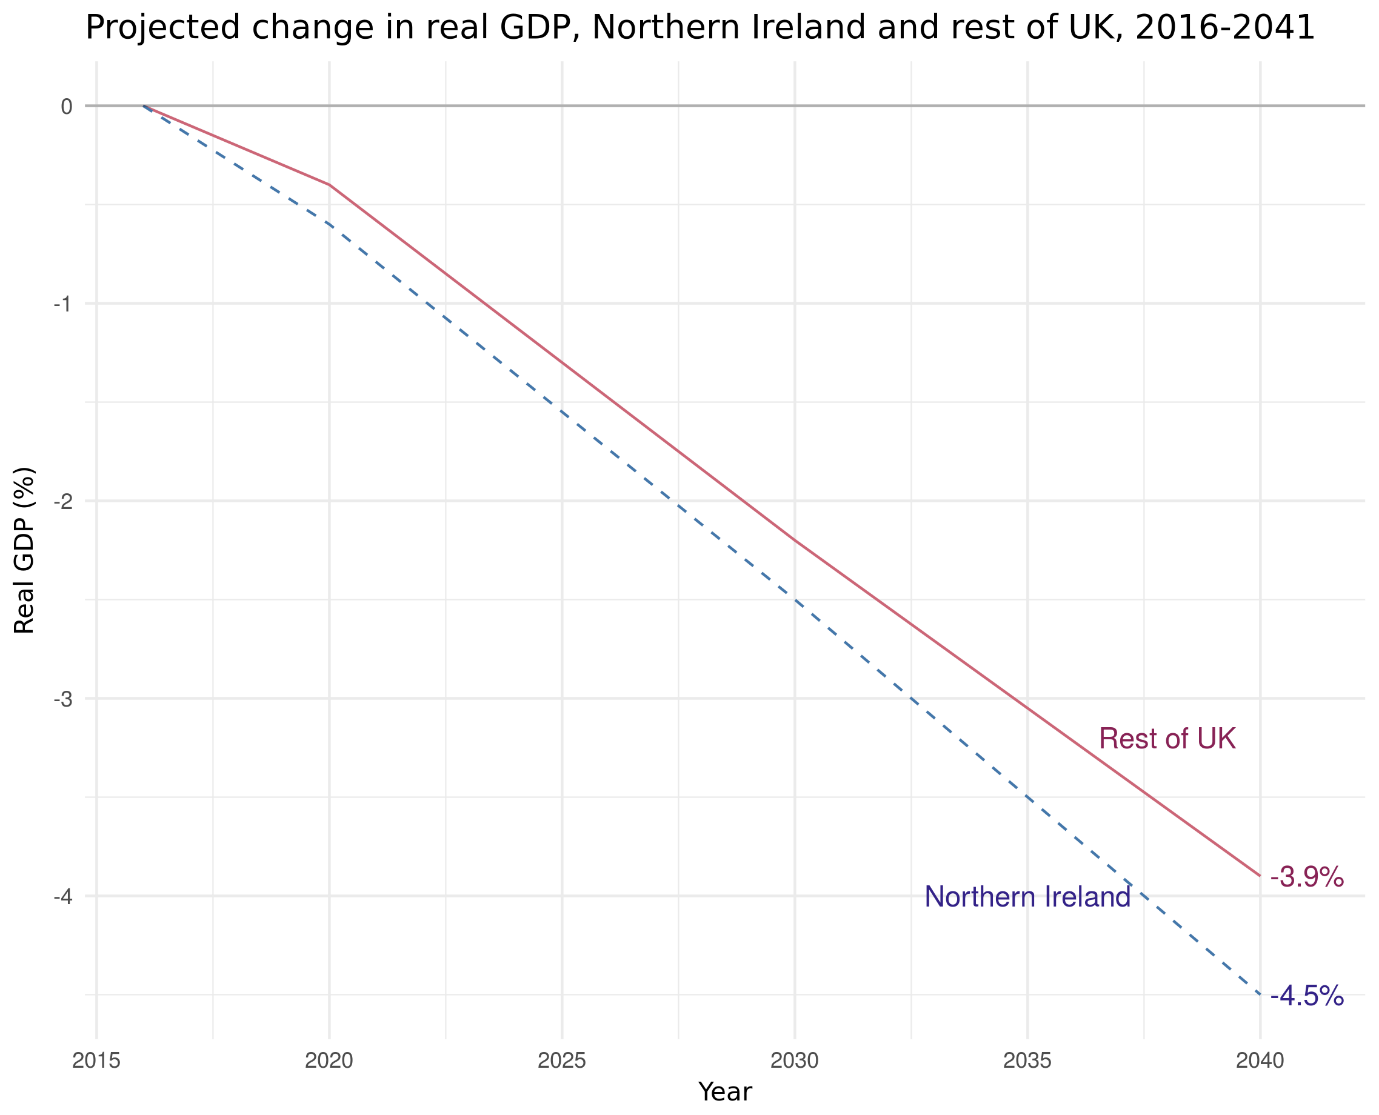 Projected change in real GDP, Northern Ireland and rest of UK, 2016-2041
Real GDP (%)
0
-1
-2
-3
-4
Rest of UK
-3.9%
Northern Ireland
-4.5%
2015 2020 2025 2030 2035 2040
Year